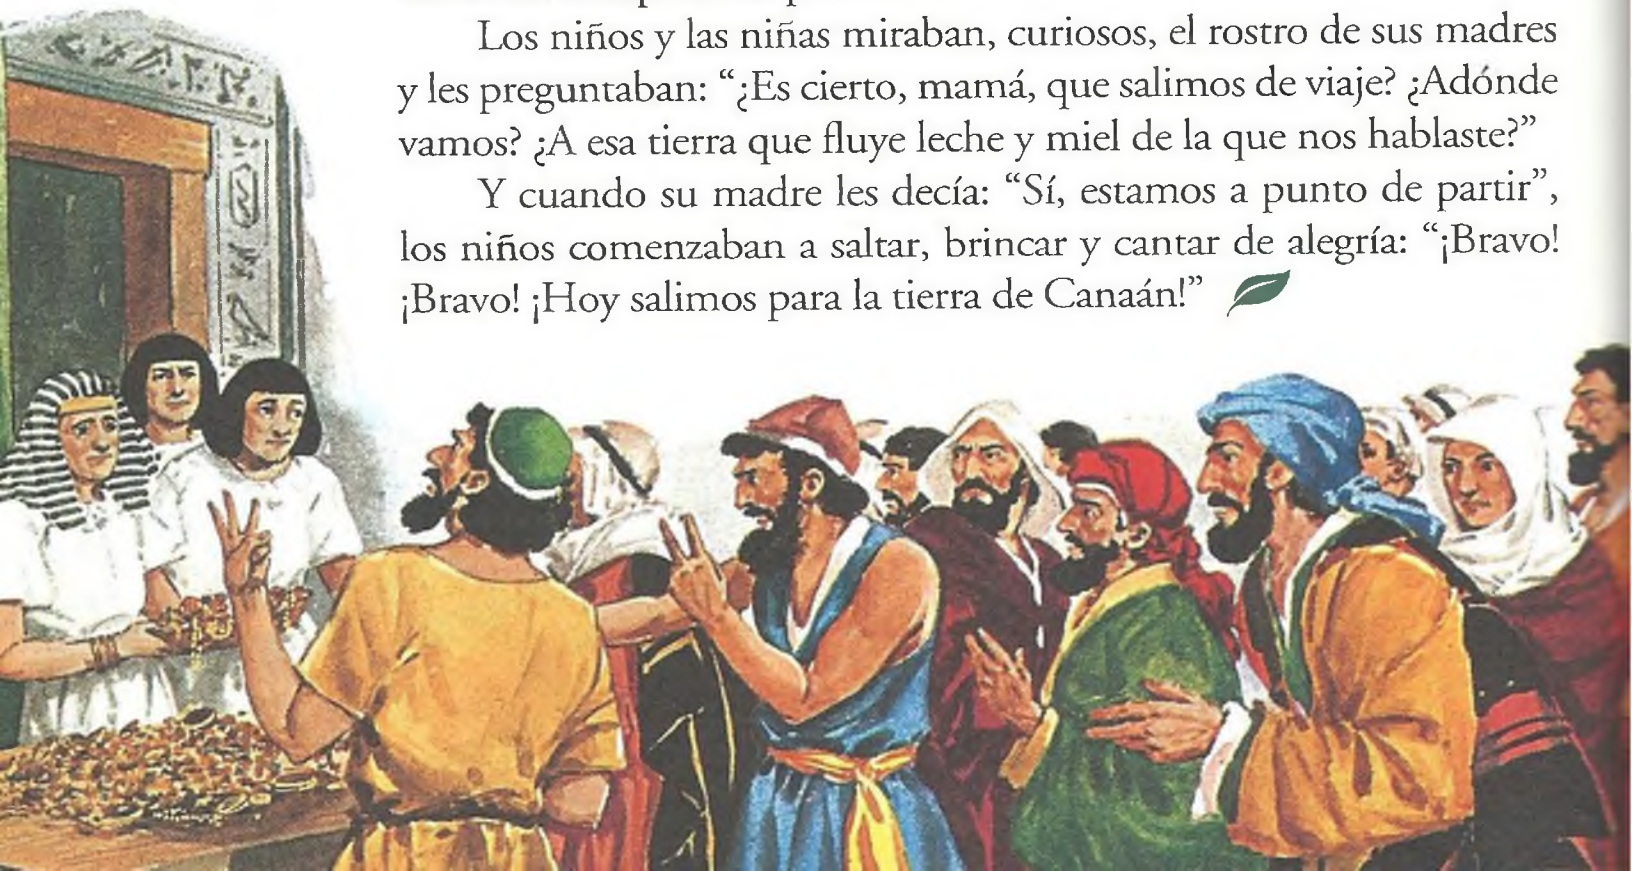 Los niños y las niñas miraban, curiosos, el rostro de sus madres
y les preguntaban: “¿Es cierto, mamá, que salimos de viaje? ¿Adónde
vamos? ¿A esa tierra que fluye leche y miel de la que nos hablaste?”
Y cuando su madre les decía: “Sí, estamos a punto de partir”,
los niños comenzaban a saltar, brincar y cantar de alegría: “¡Bravo!
¡Bravo! ¡Hoy salimos para la tierra de Canaán!”